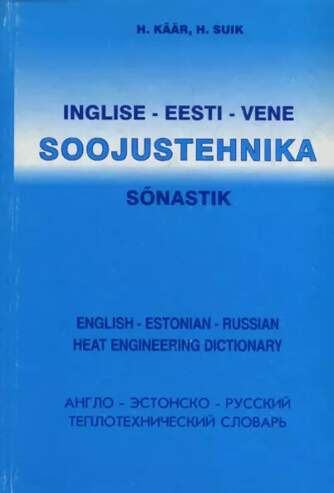 H. KÄÄR, H. SUIK
INGLISE - EESTI - VENE
SOOJUSTEHNIKA
SÕNASTIK
ENGLISH - ESTONIAN - RUSSIAN
HEAT ENGINEERING DICTIONARY
АНГЛО - ЭСТОНСКО - РУССКИЙ
ТЕПЛОТЕХНИЧЕСКИЙ СЛОВАРЬ